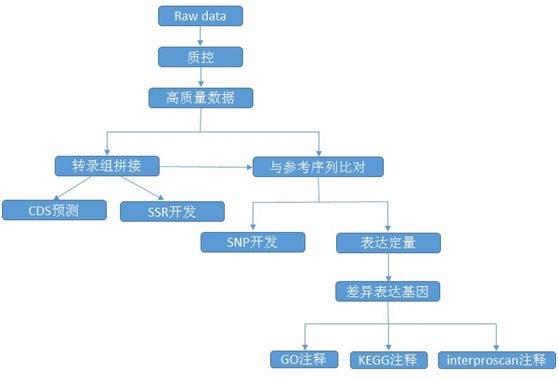 Raw data
质控
高质量数据
转录组拼接
与参考序列比对
CDS预测
SSR开发
SNP开发
表达定量
差异表达基因
GO注释
KEGG注释
interproscan注释